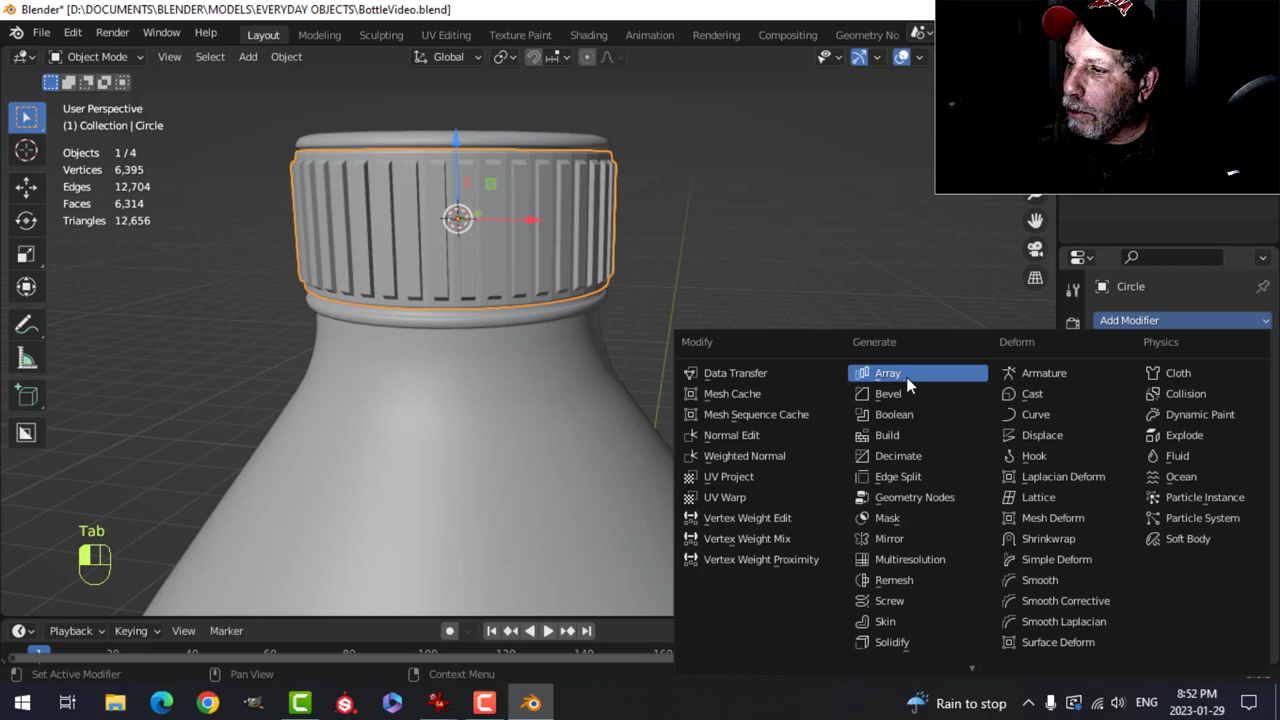 Blender* [D:\DOCUMENTS\BLENDER\MODELS\EVERYDAY OBJECTS\BottleVideo.blend]
File Edit Render Window Help Layout Modeling Sculpting UV Editing Texture Paint Shading Animation Rendering Compositing Geometry No
Object Mode View Select Add Object Global
User Perspective
(1) Collection | Circle
Objects 1 / 4
Vertices 6,395
Edges 12,704
Faces 6,314
Triangles 12,656
Circle
Add Modifier
Modify Generate Deform Physics
Data Transfer Array Armature Cloth
Mesh Cache Bevel Cast Collision
Mesh Sequence Cache Boolean Curve Dynamic Paint
Normal Edit Build Displace Explode
Weighted Normal Decimate Hook Fluid
UV Project Edge Split Laplacian Deform Ocean
UV Warp Geometry Nodes Lattice Particle Instance
Vertex Weight Edit Mask Mesh Deform Particle System
Vertex Weight Mix Mirror Shrinkwrap Soft Body
Vertex Weight Proximity Multiresolution Simple Deform
Remesh Smooth
Screw Smooth Corrective
Skin Smooth Laplacian
Solidify Surface Deform
Tab
Playback Keying View Marker
1 20
Set Active Modifier Pan View Context Menu
Rain to stop ENG 8:52 PM
2023-01-29